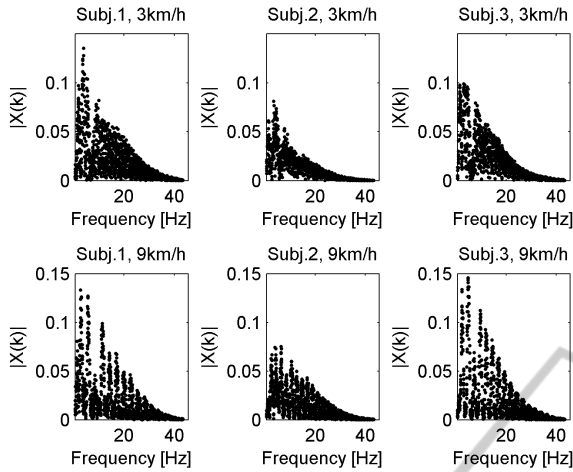 Subj.1, 3km/h
Subj.2, 3km/h
Subj.3, 3km/h
|X(k)|
0.1
0.05
0
20
40
Frequency [Hz]
|X(k)|
0.1
0.05
0
20
40
Frequency [Hz]
|X(k)|
0.1
0.05
0
20
40
Frequency [Hz]
Subj.1, 9km/h
Subj.2, 9km/h
Subj.3, 9km/h
|X(k)|
0.15
0.1
0.05
0
20
40
Frequency [Hz]
|X(k)|
0.15
0.1
0.05
0
20
40
Frequency [Hz]
|X(k)|
0.15
0.1
0.05
0
20
40
Frequency [Hz]